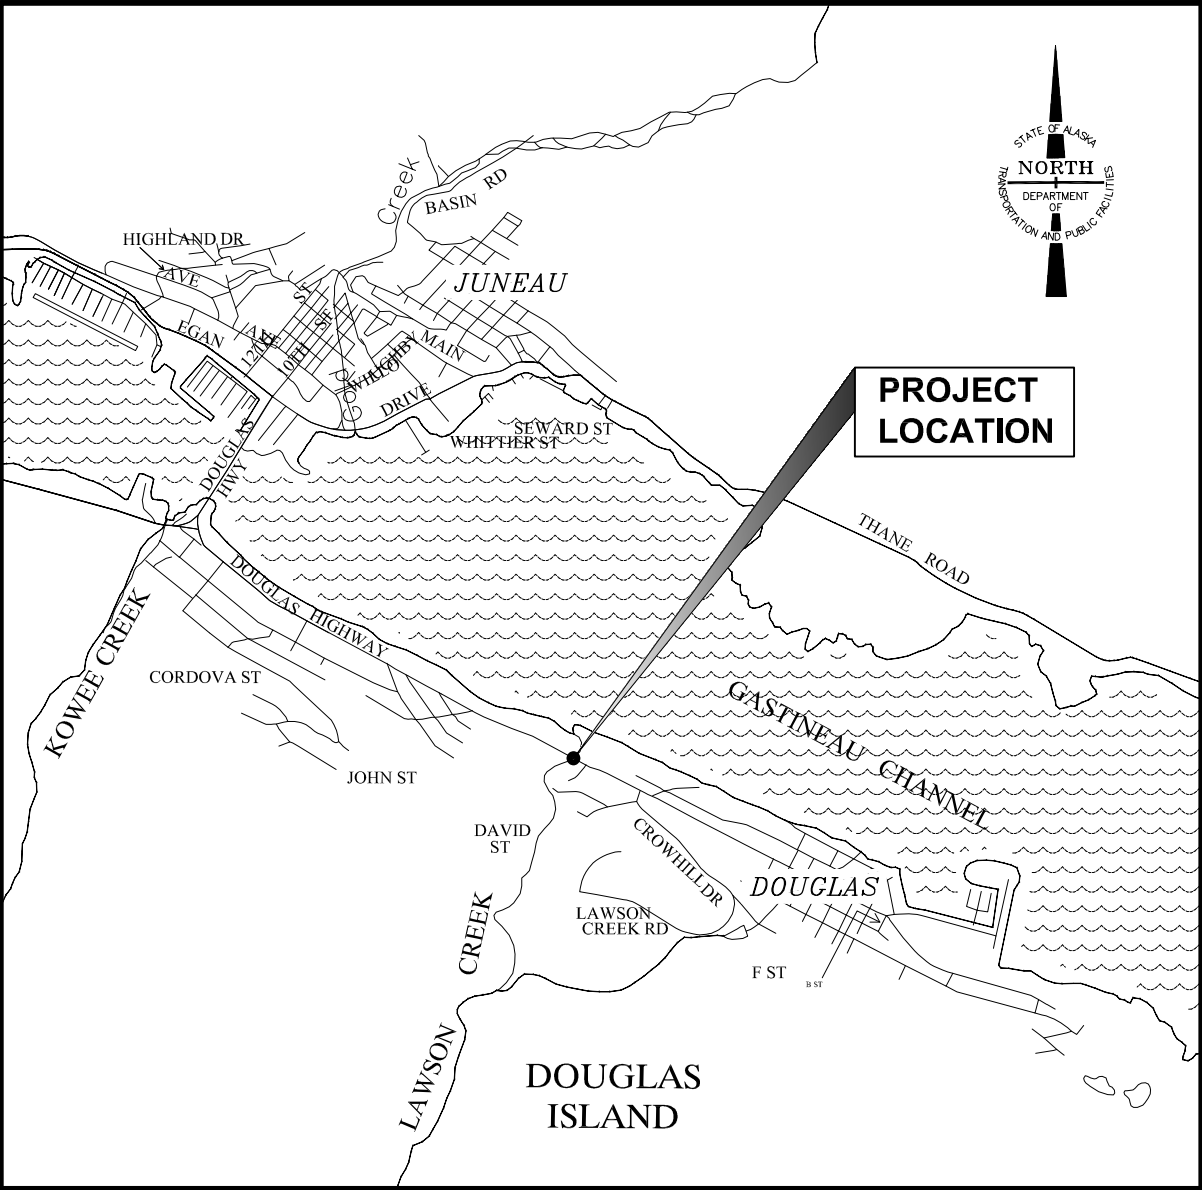 STATE OF ALASKA
NORTH
DEPARTMENT
OF
TRANSPORTATION AND PUBLIC FACILITIES
Creek
BASIN RD
HIGHLAND DR
AVE
JUNEAU
ST
ST
EGAN
AVE
12TH
10TH
WILLOUGHBY
MAIN
GOLD
DRIVE
SEWARD ST
WHITTIER ST
PROJECT
LOCATION
DOUGLAS
HWY
THANE ROAD
DOUGLAS HIGHWAY
KOWEE CREEK
CORDOVA ST
JOHN ST
GASTINEAU CHANNEL
DAVID
ST
CROWHILL DR
DOUGLAS
LAWSON
CREEK RD
F ST
B ST
LAWSON CREEK
DOUGLAS
ISLAND